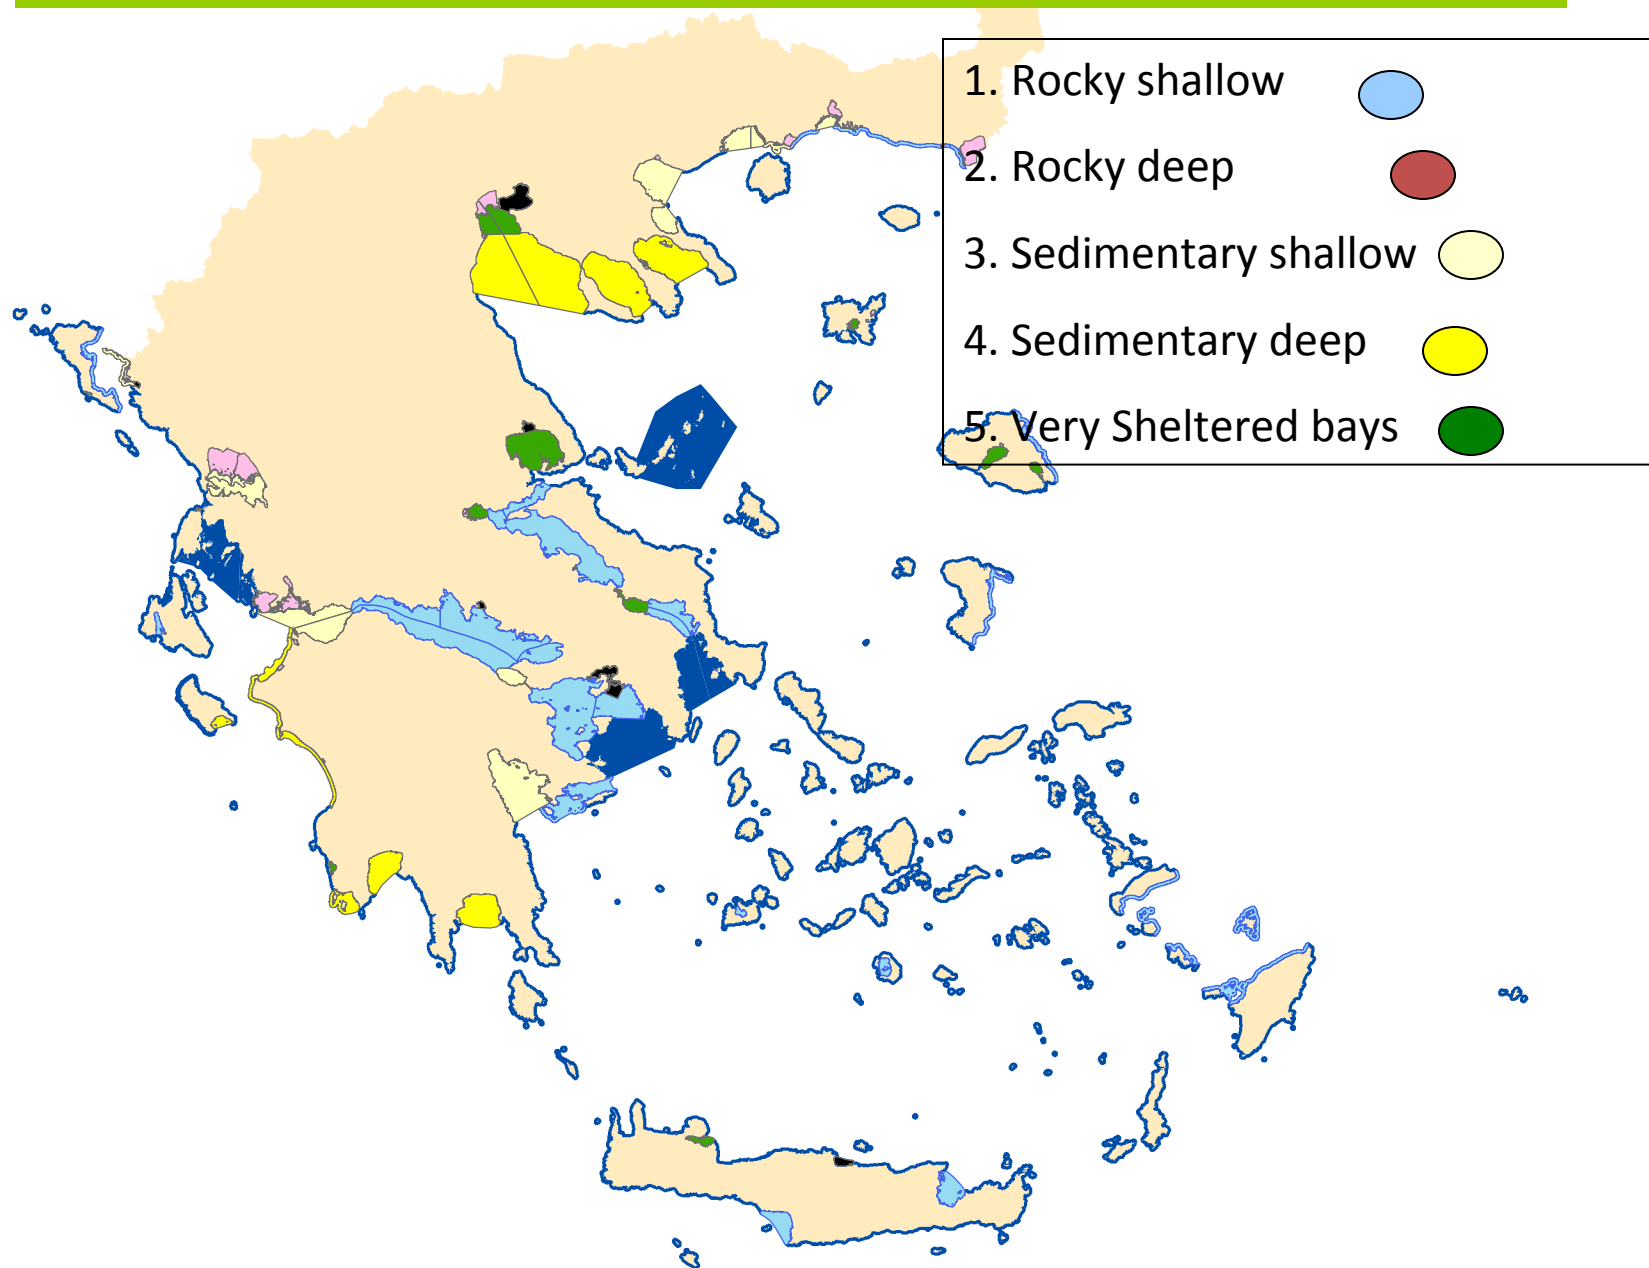 1. Rocky shallow
2. Rocky deep
3. Sedimentary shallow
4. Sedimentary deep
5. Very Sheltered bays